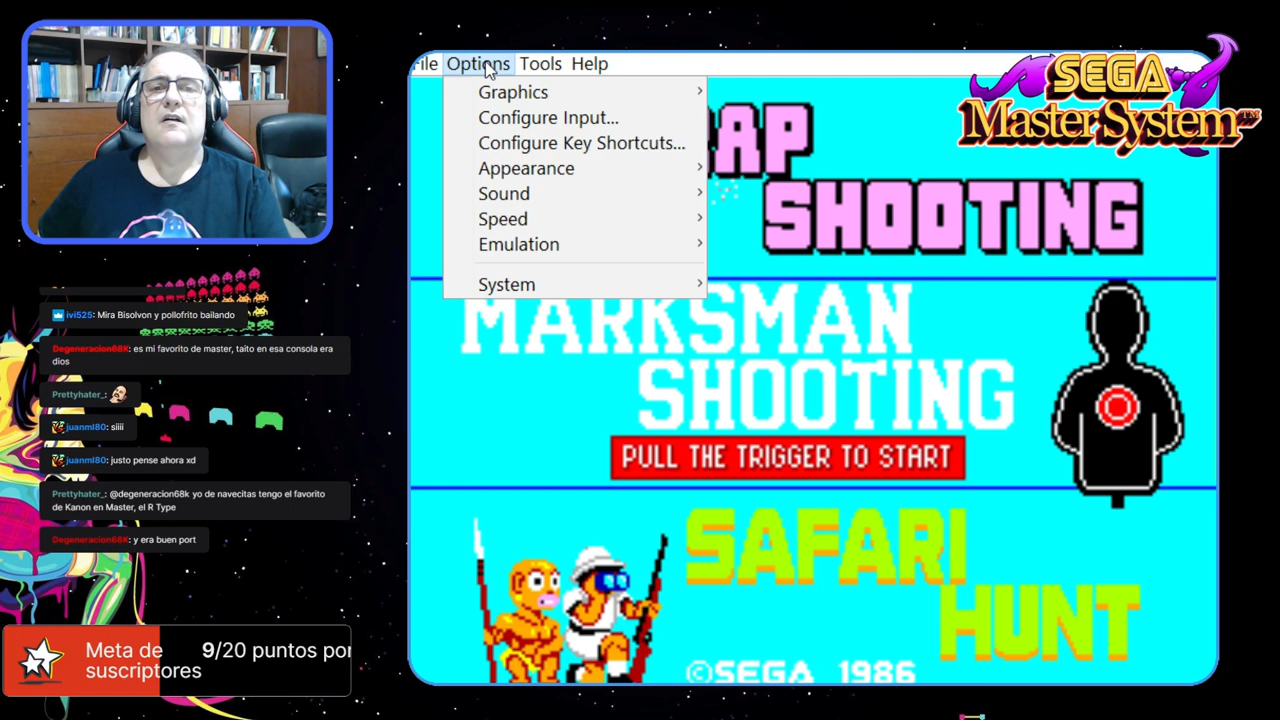 File Options Tools Help
Graphics
Configure Input...
Configure Key Shortcuts...
Appearance
Sound
Speed
Emulation
System
SEGA
Master System™
SHOOTING
MARKSMAN
SHOOTING
PULL THE TRIGGER TO START
SAFARI
HUNT
©SEGA 1986
ivi525: Mira Bisolvon y pollofrito bailando
Degeneracion68K: es mi favorito de master, taito en esa consola era
dios
Prettyhater_:
juanml80: siiii
juanml80: justo pense ahora xd
Prettyhater_: @degeneracion68k yo de navecitas tengo el favorito
de Kanon en Master, el R Type
Degeneracion68K: y era buen port
Meta de
suscriptores
9/20 puntos por